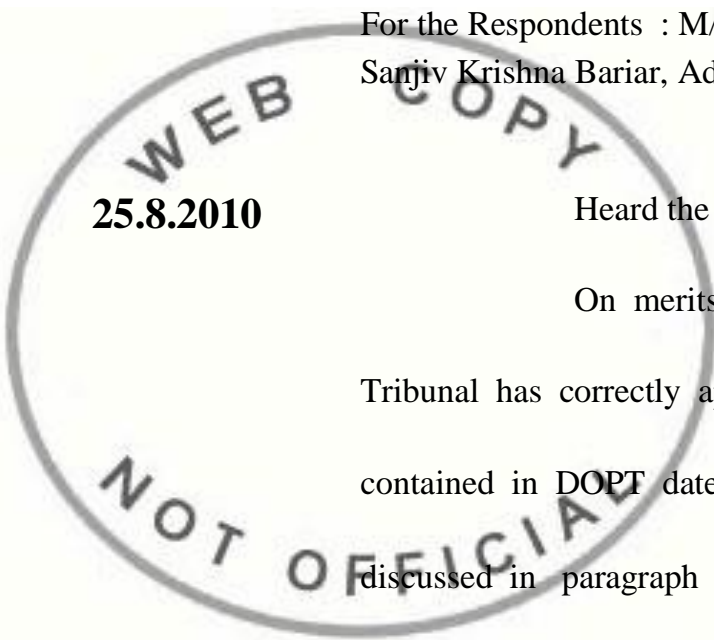 For the Respondents : M/
Sanjiv Krishna Bariar, Ad
WEB COPY
25.8.2010
Heard the
On merits
Tribunal has correctly a
contained in DOPT date
discussed in paragraph
NOT OFFICIAL